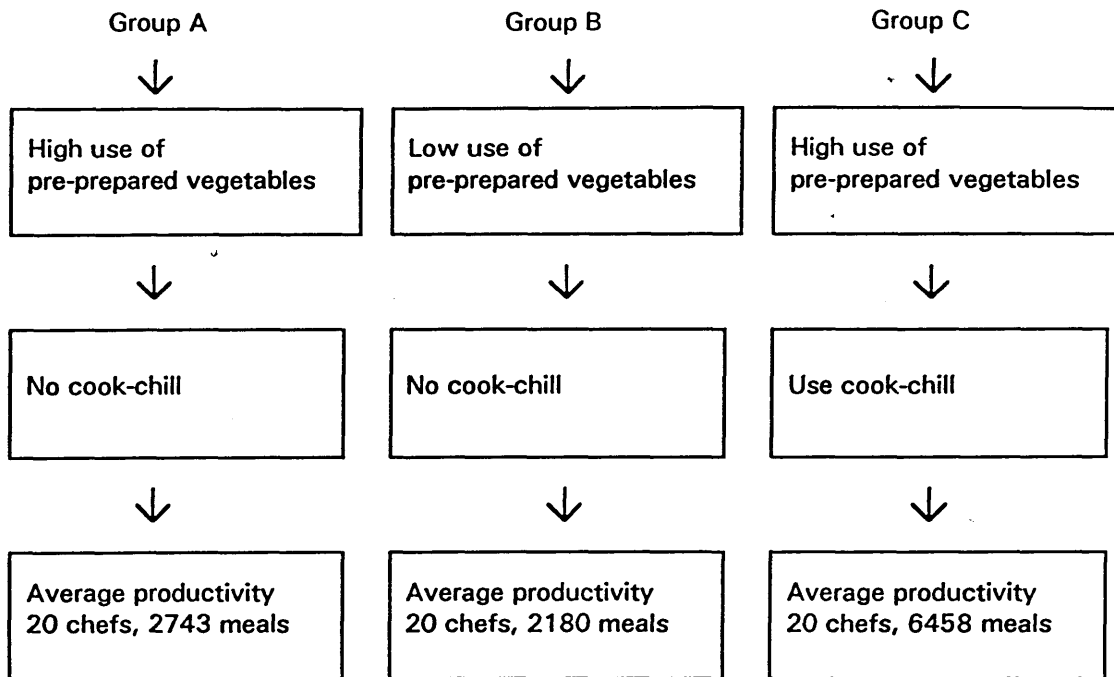 Group A
High use of
pre-prepared vegetables
No cook-chill
Average productivity
20 chefs, 2743 meals
Group B
Low use of
pre-prepared vegetables
No cook-chill
Average productivity
20 chefs, 2180 meals
Group C
High use of
pre-prepared vegetables
Use cook-chill
Average productivity
20 chefs, 6458 meals